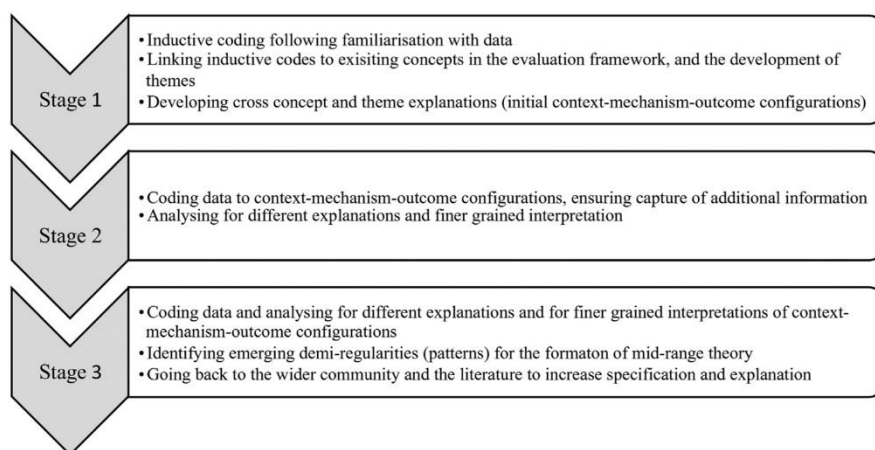 Stage 1
•Inductive coding following familiarisation with data
•Linking inductive codes to exisiting concepts in the evaluation framework, and the development of
themes
•Developing cross concept and theme explanations (initial context-mechanism-outcome configurations)
Stage 2
•Coding data to context-mechanism-outcome configurations, ensuring capture of additional information
•Analysing for different explanations and finer grained interpretation
Stage 3
•Coding data and analysing for different explanations and for finer grained interpretations of context-
mechanism-outcome configurations
•Identifying emerging demi-regularities (patterns) for the formaton of mid-range theory
•Going back to the wider community and the literature to increase specification and explanation